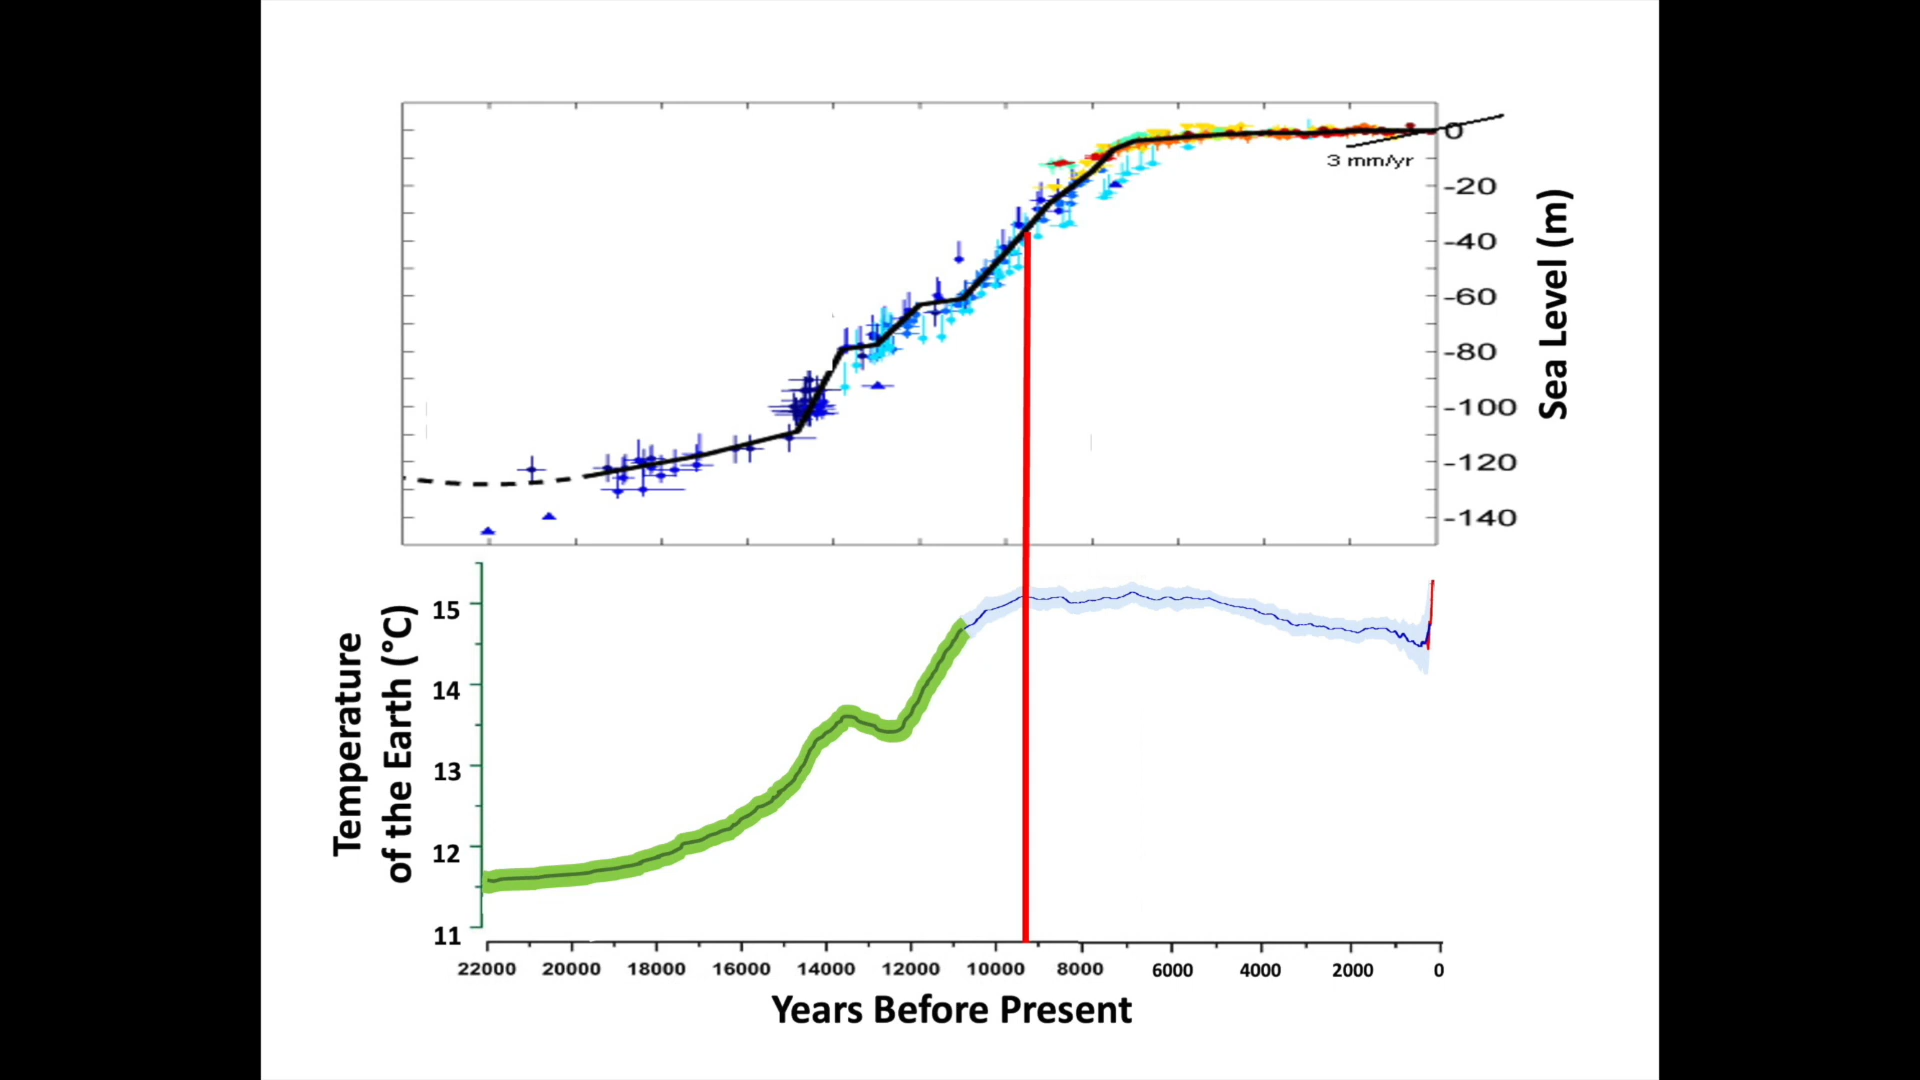 0
3 mm/yr
-20
-40
-60
-80
-100
-120
-140
Sea Level (m)
Temperature
of the Earth (°C)
15
14
13
12
11
22000 20000 18000 16000 14000 12000 10000 8000 6000 4000 2000 0
Years Before Present